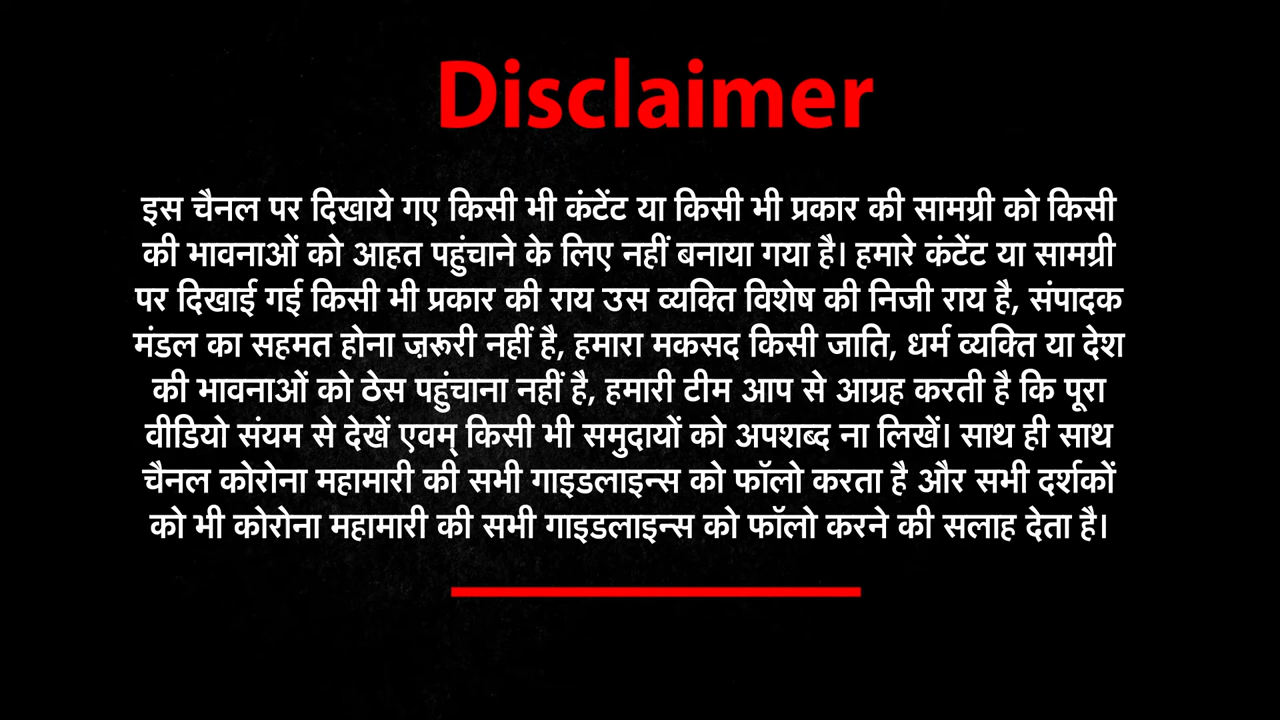 Disclaimer
इस चैनल पर दिखाये गए किसी भी कंटेंट या किसी भी प्रकार की सामग्री को किसी
की भावनाओं को आहत पहुंचाने के लिए नहीं बनाया गया है। हमारे कंटेंट या सामग्री
पर दिखाई गई किसी भी प्रकार की राय उस व्यक्ति विशेष की निजी राय है, संपादक
मंडल का सहमत होना ज़रूरी नहीं है, हमारा मकसद किसी जाति, धर्म व्यक्ति या देश
की भावनाओं को ठेस पहुंचाना नहीं है, हमारी टीम आप से आग्रह करती है कि पूरा
वीडियो संयम से देखें एवम् किसी भी समुदायों को अपशब्द ना लिखें। साथ ही साथ
चैनल कोरोना महामारी की सभी गाइडलाइन्स को फॉलो करता है और सभी दर्शकों
को भी कोरोना महामारी की सभी गाइडलाइन्स को फॉलो करने की सलाह देता है।